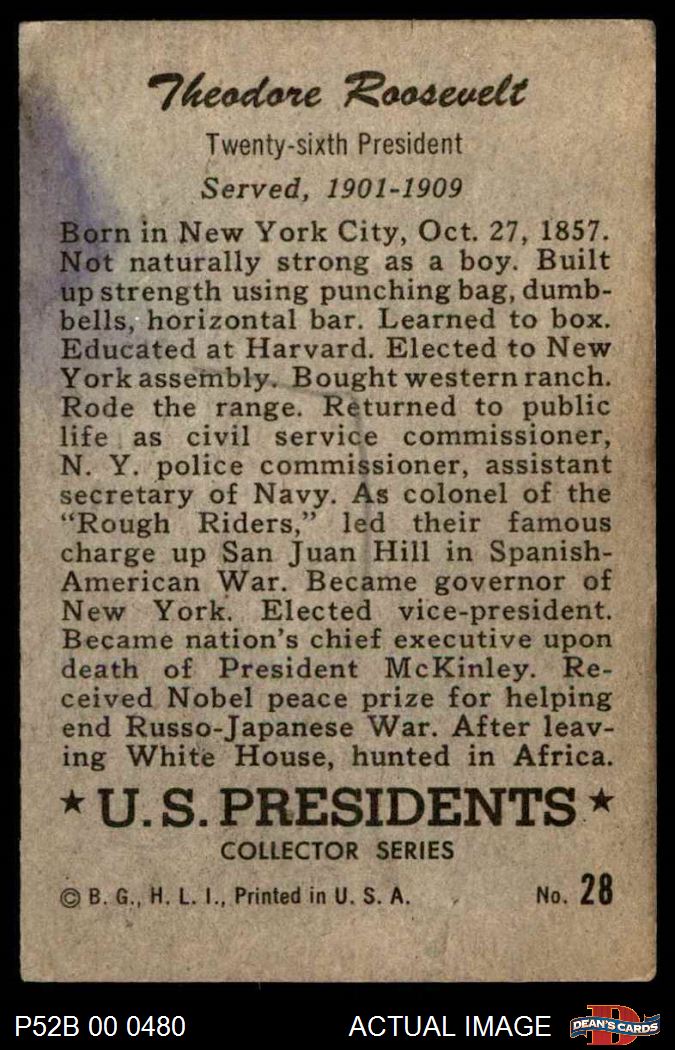 Theodore Roosevelt
Twenty-sixth President
Served, 1901-1909
Born in New York City, Oct. 27, 1857.
Not naturally strong as a boy. Built
up strength using punching bag, dumb-
bells, horizontal bar. Learned to box.
Educated at Harvard. Elected to New
York assembly. Bought western ranch.
Rode the range. Returned to public
life as civil service commissioner,
N. Y. police commissioner, assistant
secretary of Navy. As colonel of the
“Rough Riders,” led their famous
charge up San Juan Hill in Spanish-
American War. Became governor of
New York. Elected vice-president.
Became nation's chief executive upon
death of President McKinley. Re-
ceived Nobel peace prize for helping
end Russo-Japanese War. After leav-
ing White House, hunted in Africa.
★ U.S. PRESIDENTS ★
COLLECTOR SERIES
© B. G., H. L. I., Printed in U. S. A. No. 28
P52B 00 0480 ACTUAL IMAGE D DEAN'S CARDS